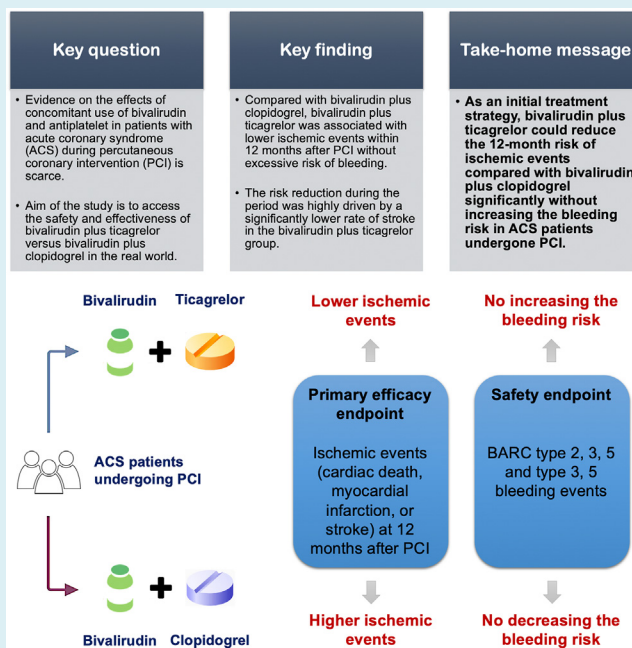 Key question
• Evidence on the effects of
concomitant use of bivalirudin
and antiplatelet in patients with
acute coronary syndrome
(ACS) during percutaneous
coronary intervention (PCI) is
scarce.
• Aim of the study is to access
the safety and effectiveness of
bivalirudin plus ticagrelor
versus bivalirudin plus
clopidogrel in the real world.
Key finding
• Compared with bivalirudin plus
clopidogrel, bivalirudin plus
ticagrelor was associated with
lower ischemic events within
12 months after PCI without
excessive risk of bleeding.
• The risk reduction during the
period was highly driven by a
significantly lower rate of stroke
in the bivalirudin plus ticagrelor
group.
Take-home message
• As an initial treatment
strategy, bivalirudin plus
ticagrelor could reduce
the 12-month risk of
ischemic events
compared with bivalirudin
plus clopidogrel
significantly without
increasing the bleeding
risk in ACS patients
undergone PCI.
Bivalirudin Ticagrelor
+
ACS patients
undergoing PCI
+
Bivalirudin Clopidogrel
Lower ischemic
events
Primary efficacy
endpoint
Ischemic events
(cardiac death,
myocardial
infarction, or
stroke) at 12
months after PCI
Higher ischemic
events
No increasing the
bleeding risk
Safety endpoint
BARC type 2, 3, 5
and type 3, 5
bleeding events
No decreasing the
bleeding risk